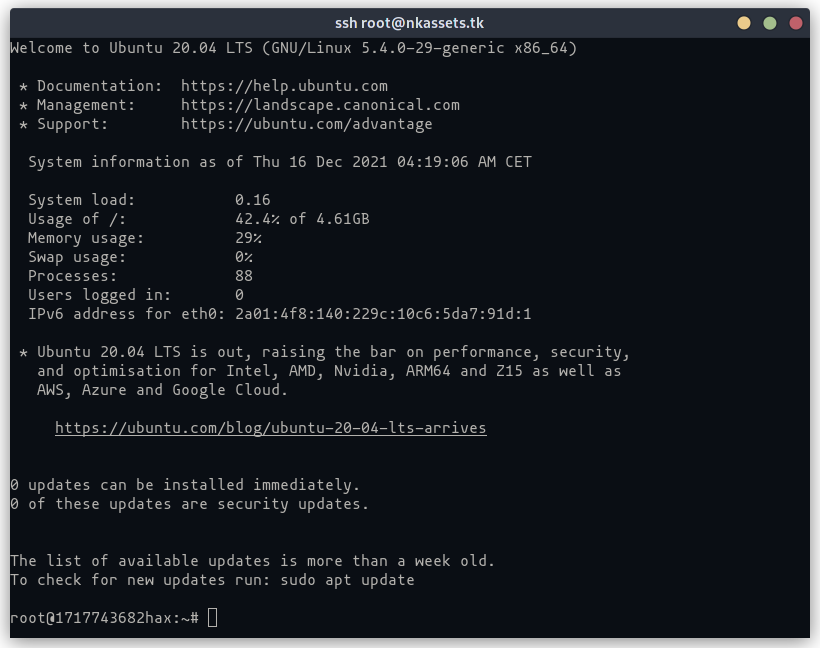 ssh root@nkassets.tk
Welcome to Ubuntu 20.04 LTS (GNU/Linux 5.4.0-29-generic x86_64)
* Documentation:  https://help.ubuntu.com
* Management:     https://landscape.canonical.com
* Support:        https://ubuntu.com/advantage
System information as of Thu 16 Dec 2021 04:19:06 AM CET
System load:           0.16
Usage of /:            42.4% of 4.61GB
Memory usage:          29%
Swap usage:            0%
Processes:             88
Users logged in:       0
IPv6 address for eth0: 2a01:4f8:140:229c:10c6:5da7:91d:1
* Ubuntu 20.04 LTS is out, raising the bar on performance, security,
and optimisation for Intel, AMD, Nvidia, ARM64 and Z15 as well as
AWS, Azure and Google Cloud.
https://ubuntu.com/blog/ubuntu-20-04-lts-arrives
0 updates can be installed immediately.
0 of these updates are security updates.
The list of available updates is more than a week old.
To check for new updates run: sudo apt update
root@1717743682hax:~#